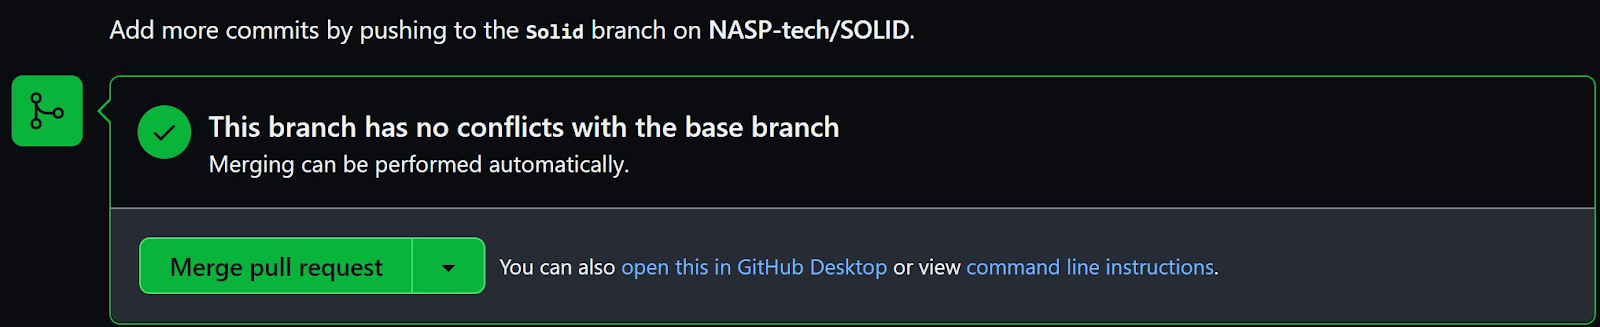 Add more commits by pushing to the Solid branch on NASP-tech/SOLID.
This branch has no conflicts with the base branch
Merging can be performed automatically.
Merge pull request
You can also open this in GitHub Desktop or view command line instructions.